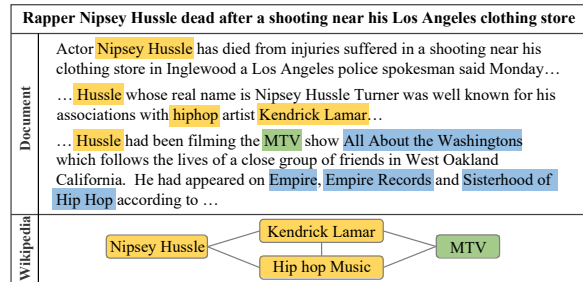 Rapper Nipsey Hussle dead after a shooting near his Los Angeles clothing store
Document
Actor Nipsey Hussle has died from injuries suffered in a shooting near his
clothing store in Inglewood a Los Angeles police spokesman said Monday…
… Hussle whose real name is Nipsey Hussle Turner was well known for his
associations with hiphop artist Kendrick Lamar…
… Hussle had been filming the MTV show All About the Washingtons
which follows the lives of a close group of friends in West Oakland
California. He had appeared on Empire, Empire Records and Sisterhood of
Hip Hop according to …
Wikipedia
Kendrick Lamar
Nipsey Hussle
MTV
Hip hop Music